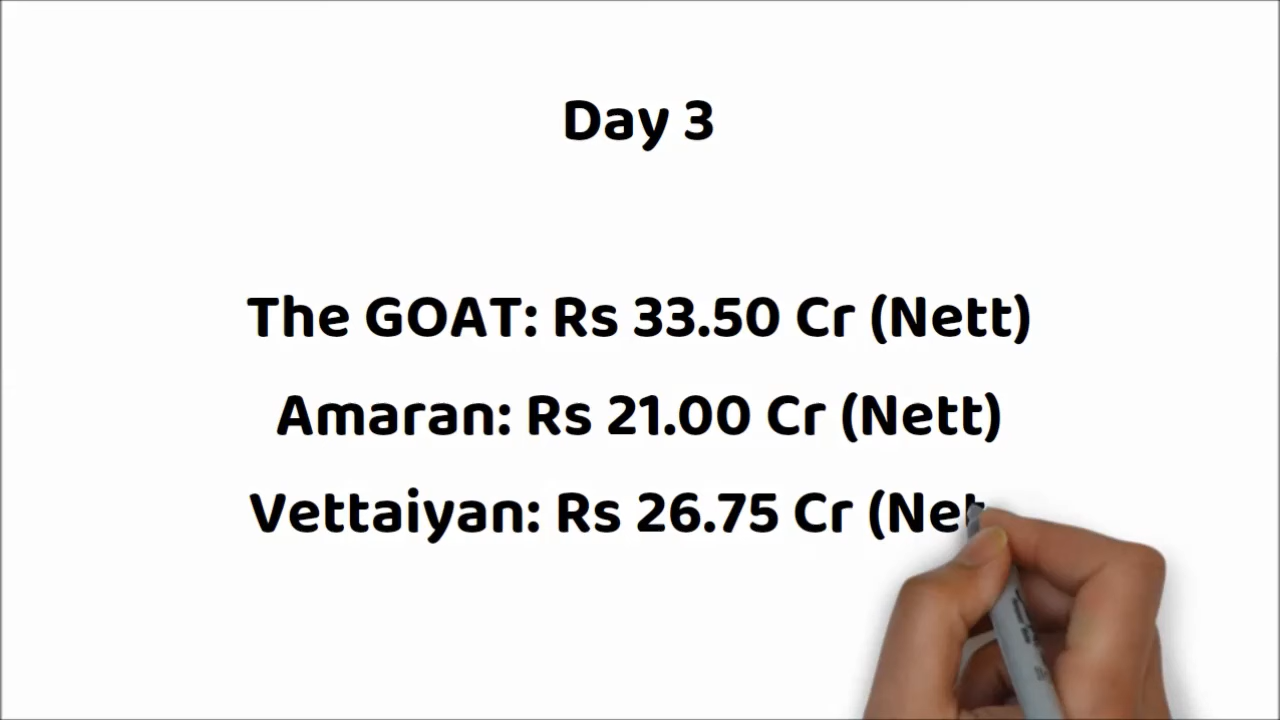 Day 3
The GOAT: Rs 33.50 Cr (Nett)
Amaran: Rs 21.00 Cr (Nett)
Vettaiyan: Rs 26.75 Cr (Net